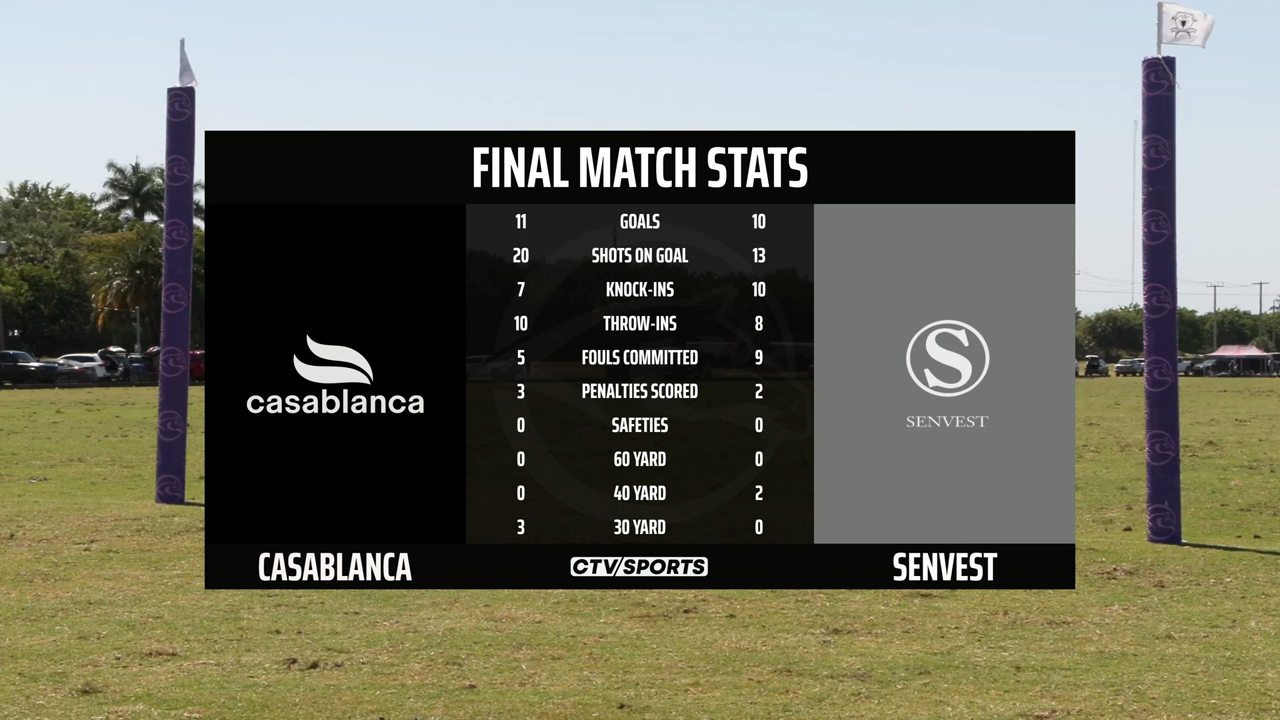 FINAL MATCH STATS
11 GOALS 10
20 SHOTS ON GOAL 13
7 KNOCK-INS 10
10 THROW-INS 8
5 FOULS COMMITTED 9
3 PENALTIES SCORED 2
0 SAFETIES 0
0 60 YARD 0
0 40 YARD 2
3 30 YARD 0
casablanca
S
SENVEST
CASABLANCA
CTV/SPORTS
SENVEST